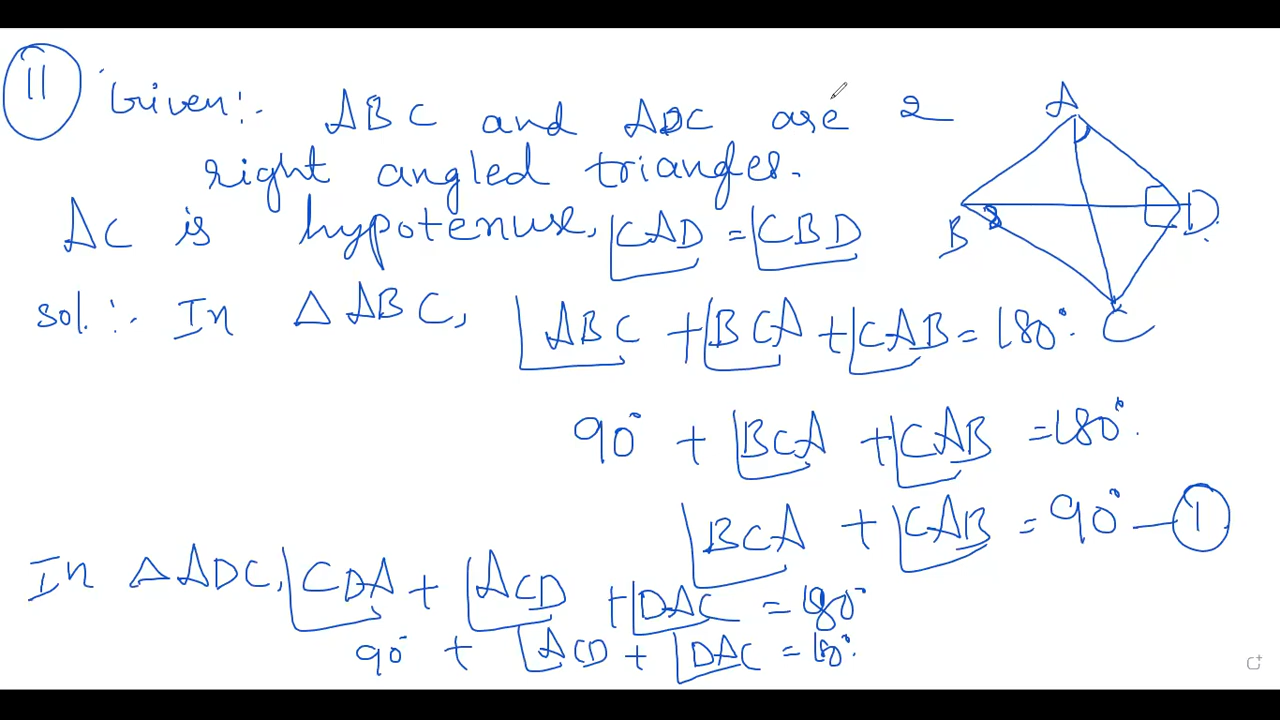 11 Given:- ABC and ADC are 2
right angled triangles.
AC is hypotenuse, ∠CAD = ∠CBD
Sol:- In △ ABC, ∠ABC + ∠BCA + ∠CAB = 180°.
90° + ∠BCA + ∠CAB = 180°.
∠BCA + ∠CAB = 90° — 1
In △ ADC, ∠CDA + ∠ACD + ∠DAC = 180°
90° + ∠ACD + ∠DAC = 180°.
A
B
D.
C